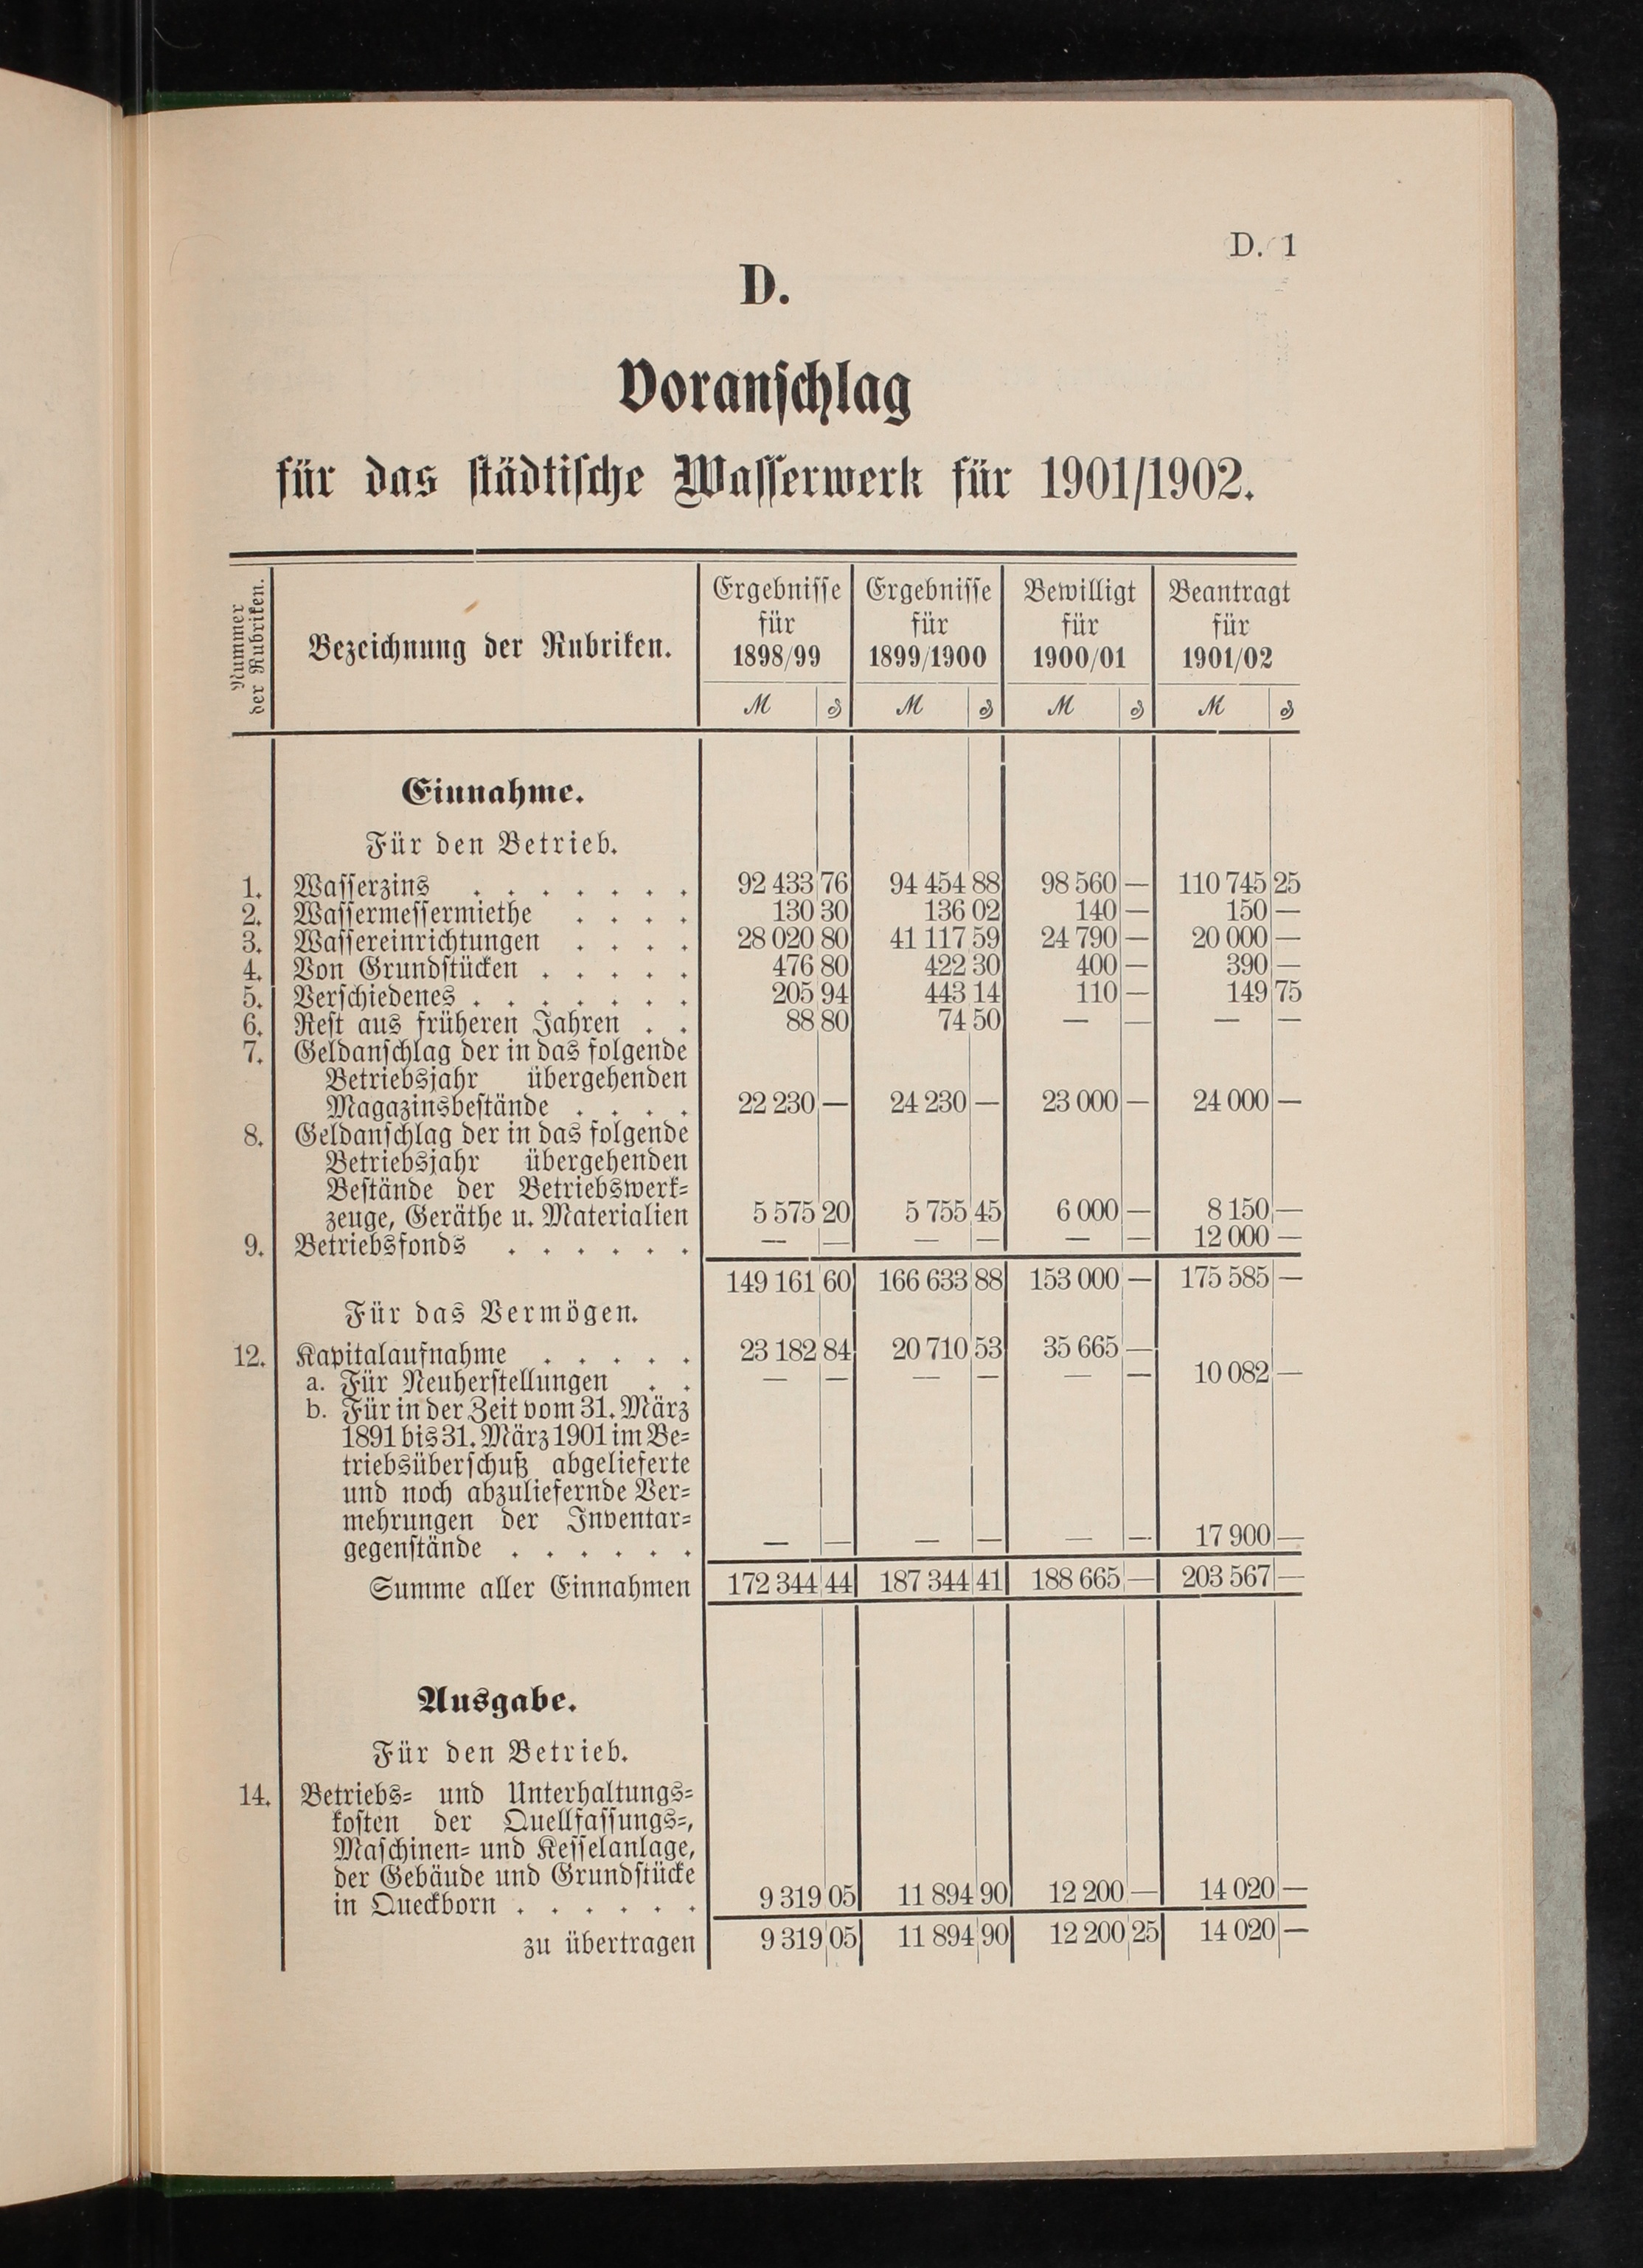 D. 1
D.
Voranschlag
für das städtische Wasserwerk für 1901/1902.
Nummer der Rubriken. Bezeichnung der Rubriken. Ergebnisse für 1898/99 Ergebnisse für 1899/1900 Bewilligt für 1900/01 Beantragt für 1901/02
ℳ ₰ ℳ ₰ ℳ ₰ ℳ ₰
Einnahme.
Für den Betrieb.
1. Wasserzins . . . . . . . 92 433 76 94 454 88 98 560 — 110 745 25
2. Wassermessermiethe . . . . 130 30 136 02 140 — 150 —
3. Wassereinrichtungen . . . . 28 020 80 41 117 59 24 790 — 20 000 —
4. Von Grundstücken . . . . . 476 80 422 30 400 — 390 —
5. Verschiedenes . . . . . . . 205 94 443 14 110 — 149 75
6. Rest aus früheren Jahren . . 88 80 74 50 — — — —
7. Geldanschlag der in das folgende
Betriebsjahr übergehenden
Magazinsbestände . . . . 22 230 — 24 230 — 23 000 — 24 000 —
8. Geldanschlag der in das folgende
Betriebsjahr übergehenden
Bestände der Betriebswerk-
zeuge, Geräthe u. Materialien 5 575 20 5 755 45 6 000 — 8 150 —
9. Betriebsfonds . . . . . . — — — — — — 12 000 —
149 161 60 166 633 88 153 000 — 175 585 —
Für das Vermögen.
12. Kapitalaufnahme . . . . . 23 182 84 20 710 53 35 665 —
a. Für Neuherstellungen . . — — — — — — 10 082 —
b. Für in der Zeit vom 31. März
1891 bis 31. März 1901 im Be-
triebsüberschuß abgelieferte
und noch abzuliefernde Ver-
mehrungen der Inventar-
gegenstände . . . . . . — — — — — — 17 900 —
Summe aller Einnahmen 172 344 44 187 344 41 188 665 — 203 567 —
Ausgabe.
Für den Betrieb.
14. Betriebs- und Unterhaltungs-
kosten der Quellfassungs-,
Maschinen- und Kesselanlage,
der Gebäude und Grundstücke
in Queckborn . . . . . . 9 319 05 11 894 90 12 200 — 14 020 —
zu übertragen 9 319 05 11 894 90 12 200 25 14 020 —